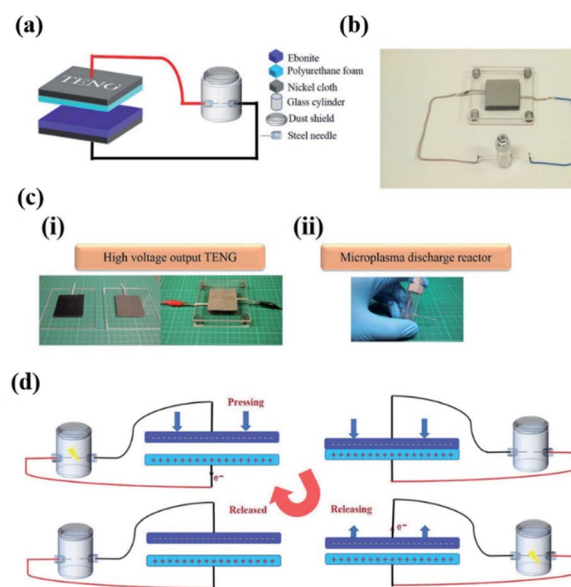 (a)
TENG
Ebonite
Polyurethane foam
Nickel cloth
Glass cylinder
Dust shield
Steel needle
(b)
(c)
(i)
High voltage output TENG
(ii)
Microplasma discharge reactor
(d)
Pressing
e⁻
Released
Releasing
e⁻